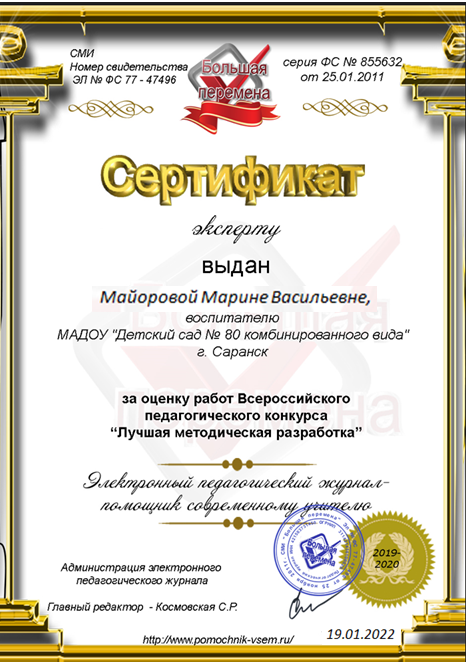 СМИ
Номер свидетельства
ЭЛ № ФС 77 - 47496
Большая
перемена
серия ФС № 855632
от 25.01.2011
Сертификат
эксперту
выдан
Майоровой Марине Васильевне,
воспитателю
МАДОУ "Детский сад № 80 комбинированного вида"
г. Саранск
за оценку работ Всероссийского
педагогического конкурса
“Лучшая методическая разработка”
Электронный педагогический журнал-
помощник современному учителю
Большая
перемена
2019-
2020
Администрация электронного
педагогического журнала
Главный редактор - Космовская С.Р.
http://www.pomochnik-vsem.ru/
19.01.2022